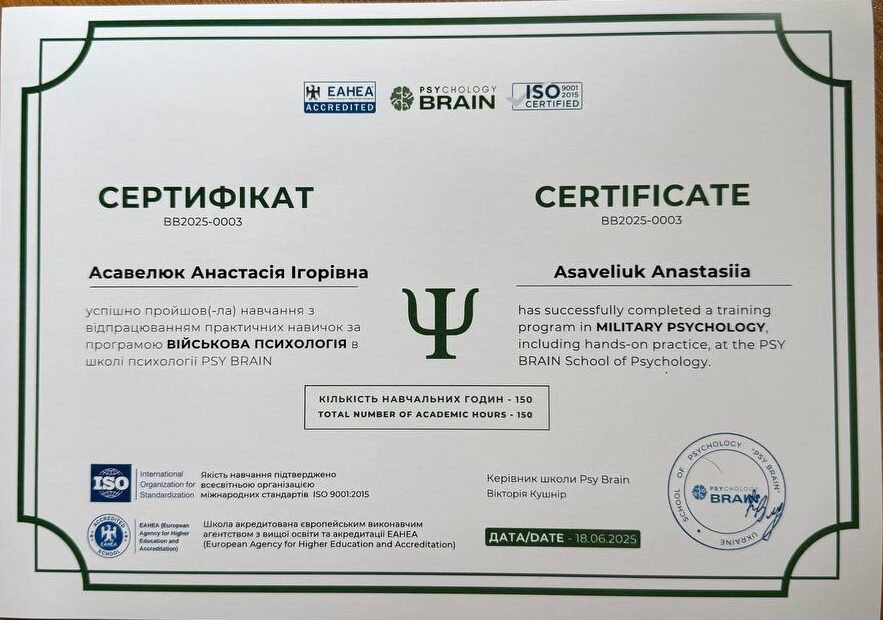 EAHEA
ACCREDITED
PSYCHOLOGY
BRAIN
ISO 9001 2015
CERTIFIED
СЕРТИФІКАТ
BB2025-0003
Асавелюк Анастасія Ігорівна
успішно пройшов(-ла) навчання з
відпрацюванням практичних навичок за
програмою ВІЙСЬКОВА ПСИХОЛОГІЯ в
школі психології PSY BRAIN
CERTIFICATE
BB2025-0003
Asaveliuk Anastasiia
has successfully completed a training
program in MILITARY PSYCHOLOGY,
including hands-on practice, at the PSY
BRAIN School of Psychology.
Ψ
КІЛЬКІСТЬ НАВЧАЛЬНИХ ГОДИН - 150
TOTAL NUMBER OF ACADEMIC HOURS - 150
ISO
International
Organization for
Standardization
Якість навчання підтверджено
всесвітньою організацією
міжнародних стандартів ISO 9001:2015
ACCREDITED
SCHOOL
EAHEA (European
Agency for Higher
Education and
Accreditation)
Школа акредитована європейським виконавчим
агентством з вищої освіти та акредитації EAHEA
(European Agency for Higher Education and Accreditation)
Керівник школи Psy Brain
Вікторія Кушнір
ДАТА/DATE - 18.06.2025
SCHOOL OF PSYCHOLOGY "PSY BRAIN"
UKRAINE
PSYCHOLOGY
BRAIN